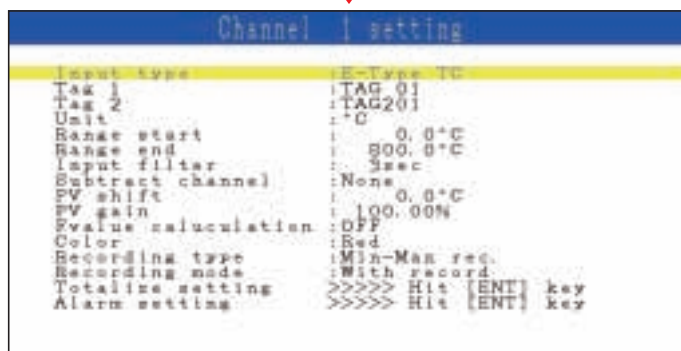 Channel 1 setting
Input type :E-Type TC
Tag 1 :TAG 01
Tag 2 :TAG201
Unit :°C
Range start : 0.0°C
Range end : 800.0°C
Input filter : 3sec
Subtract channel :None
PV shift : 0.0°C
PV gain : 100.00%
Fvalue caluculation :OFF
Color :Red
Recording type :Min-Max rec.
Recording mode :With record
Totalize setting >>>>> Hit [ENT] key
Alarm setting >>>>> Hit [ENT] key